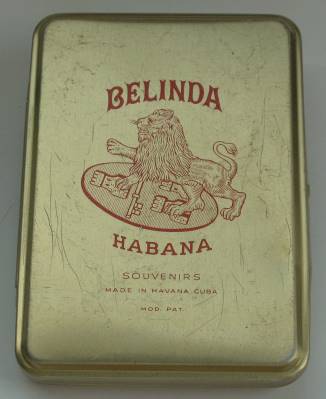 BELINDA
HABANA
SOUVENIRS
MADE IN HAVANA, CUBA
MOD. PAT.